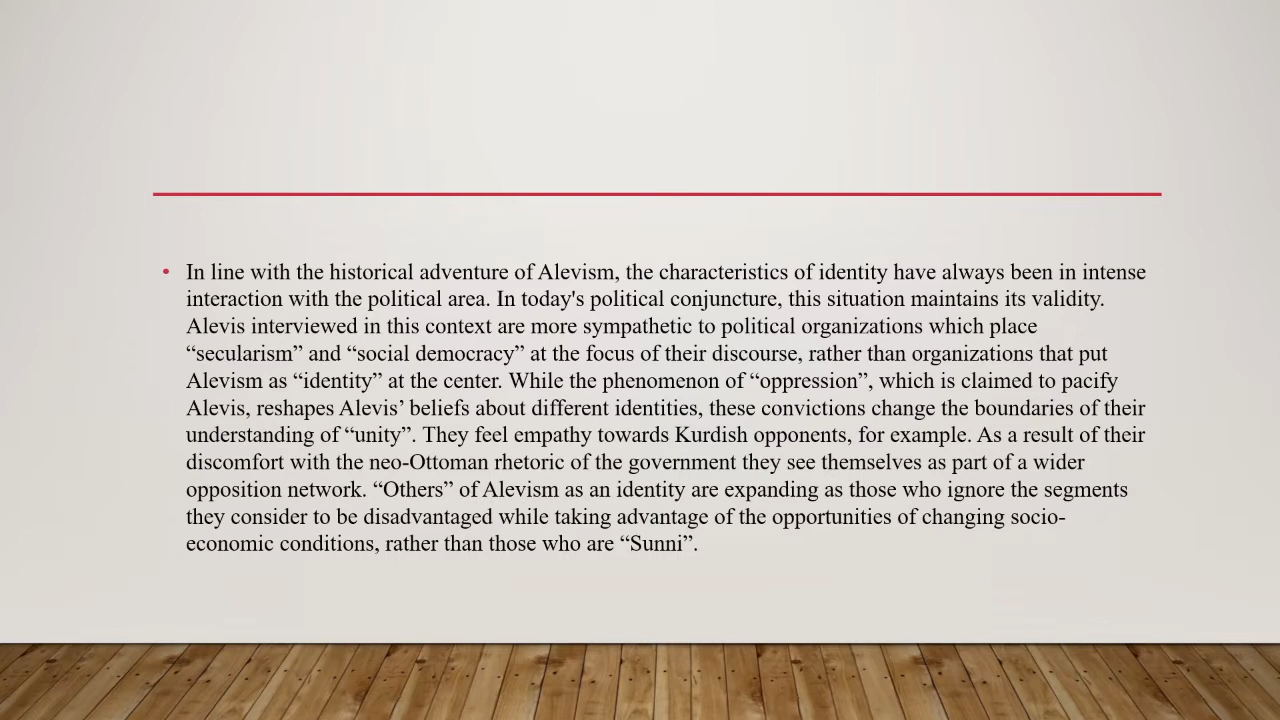 • In line with the historical adventure of Alevism, the characteristics of identity have always been in intense
interaction with the political area. In today's political conjuncture, this situation maintains its validity.
Alevis interviewed in this context are more sympathetic to political organizations which place
“secularism” and “social democracy” at the focus of their discourse, rather than organizations that put
Alevism as “identity” at the center. While the phenomenon of “oppression”, which is claimed to pacify
Alevis, reshapes Alevis’ beliefs about different identities, these convictions change the boundaries of their
understanding of “unity”. They feel empathy towards Kurdish opponents, for example. As a result of their
discomfort with the neo-Ottoman rhetoric of the government they see themselves as part of a wider
opposition network. “Others” of Alevism as an identity are expanding as those who ignore the segments
they consider to be disadvantaged while taking advantage of the opportunities of changing socio-
economic conditions, rather than those who are “Sunni”.